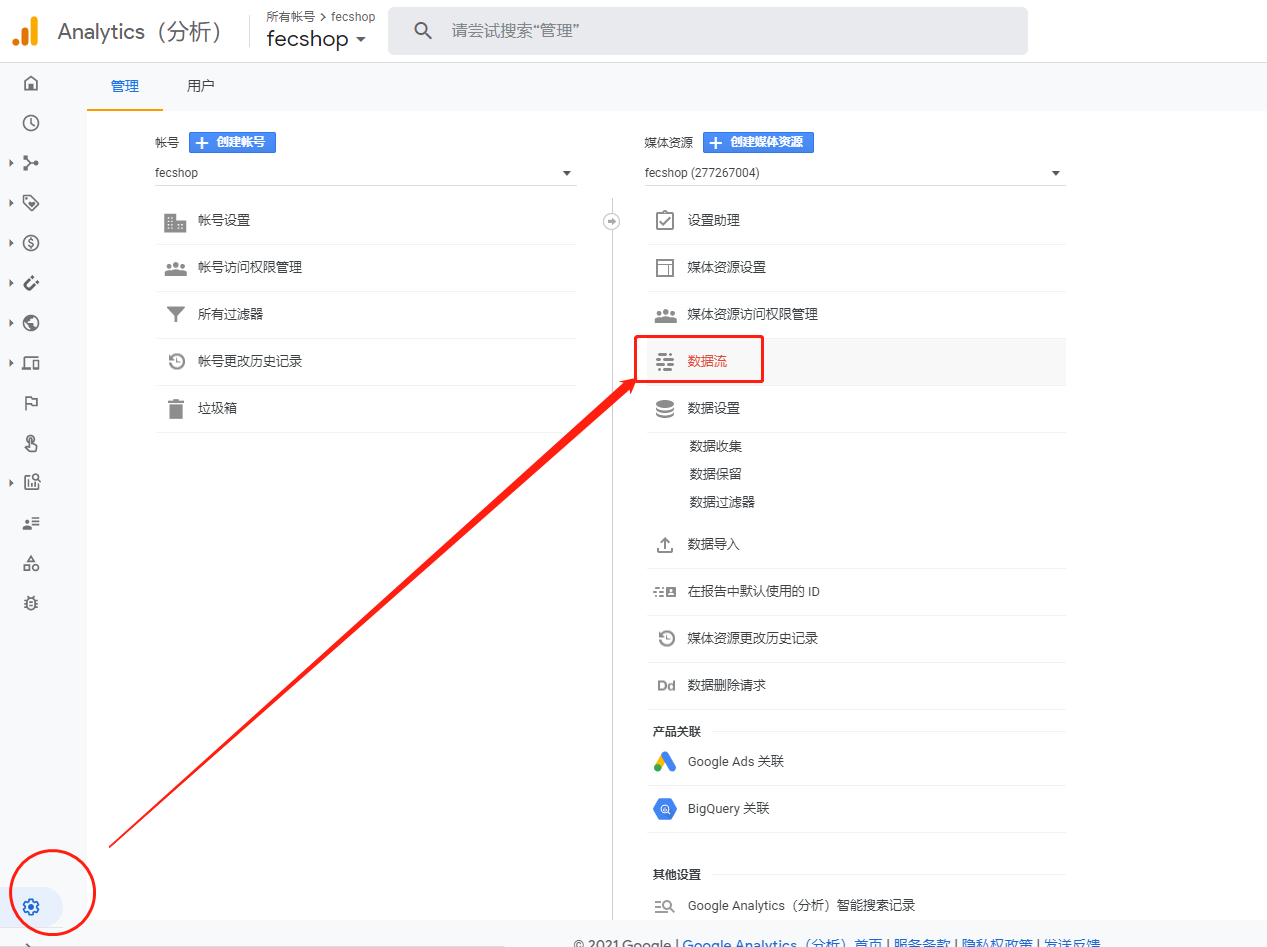 Analytics（分析）
所有帐号 > fecshop
fecshop
请尝试搜索“管理”
管理
用户
帐号
创建帐号
fecshop
帐号设置
帐号访问权限管理
所有过滤器
帐号更改历史记录
垃圾箱
媒体资源
创建媒体资源
fecshop (277267004)
设置助理
媒体资源设置
媒体资源访问权限管理
数据流
数据设置
数据收集
数据保留
数据过滤器
数据导入
在报告中默认使用的 ID
媒体资源更改历史记录
Dd 数据删除请求
产品关联
Google Ads 关联
BigQuery 关联
其他设置
Google Analytics（分析）智能搜索记录
© 2021 Google | Google Analytics（分析）首页 | 服务条款 | 隐私权政策 | 发送反馈